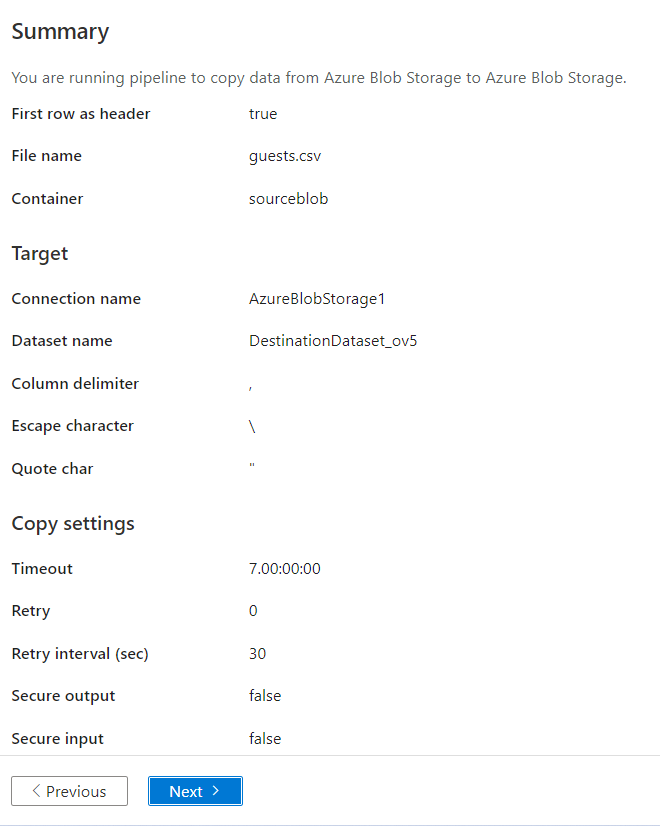 Summary
You are running pipeline to copy data from Azure Blob Storage to Azure Blob Storage.
First row as header true
File name guests.csv
Container sourceblob
Target
Connection name AzureBlobStorage1
Dataset name DestinationDataset_ov5
Column delimiter ,
Escape character \
Quote char "
Copy settings
Timeout 7.00:00:00
Retry 0
Retry interval (sec) 30
Secure output false
Secure input false
< Previous Next >